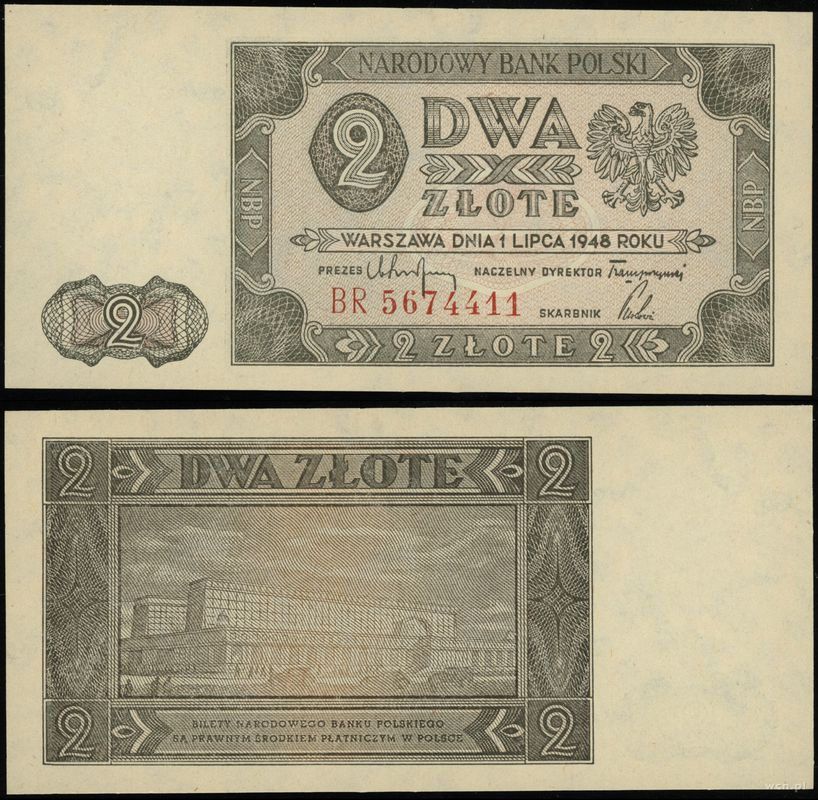 NARODOWY BANK POLSKI
2 DWA
ZŁOTE
NBP
NBP
WARSZAWA DNIA 1 LIPCA 1948 ROKU
PREZES NACZELNY DYREKTOR
BR 5674411 SKARBNIK
2
2 ZŁOTE 2
2 DWA ZŁOTE 2
2 BILETY NARODOWEGO BANKU POLSKIEGO 2
SĄ PRAWNYM ŚRODKIEM PŁATNICZYM W POLSCE
wcn.pl